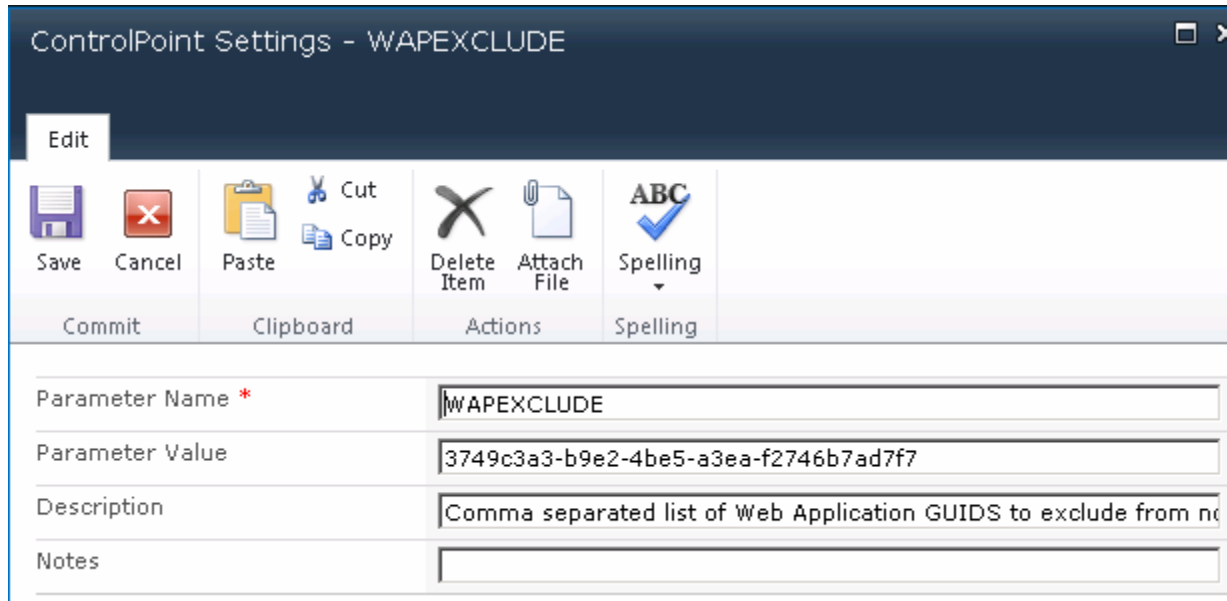 ControlPoint Settings - WAPEXCLUDE
Edit
Save
Cancel
Paste
Cut
Copy
Delete
Item
Attach
File
ABC
Spelling
Commit
Clipboard
Actions
Spelling
Parameter Name *
WAPEXCLUDE
Parameter Value
3749c3a3-b9e2-4be5-a3ea-f2746b7ad7f7
Description
Comma separated list of Web Application GUIDS to exclude from
Notes